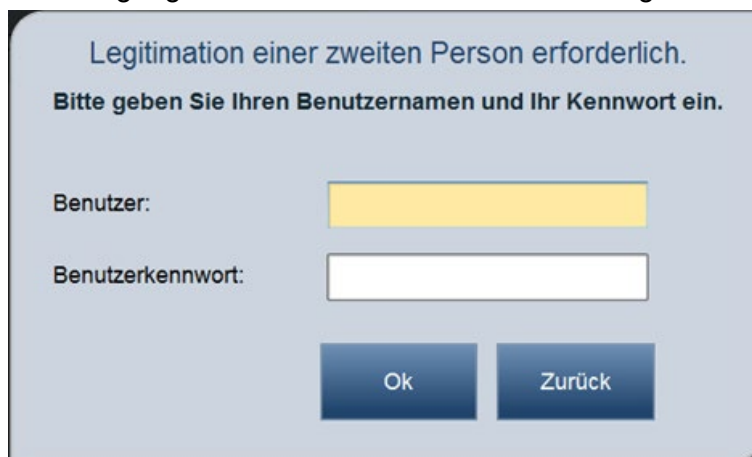 Legitimation einer zweiten Person erforderlich.
Bitte geben Sie Ihren Benutzernamen und Ihr Kennwort ein.
Benutzer:
Benutzerkennwort:
Ok Zurück